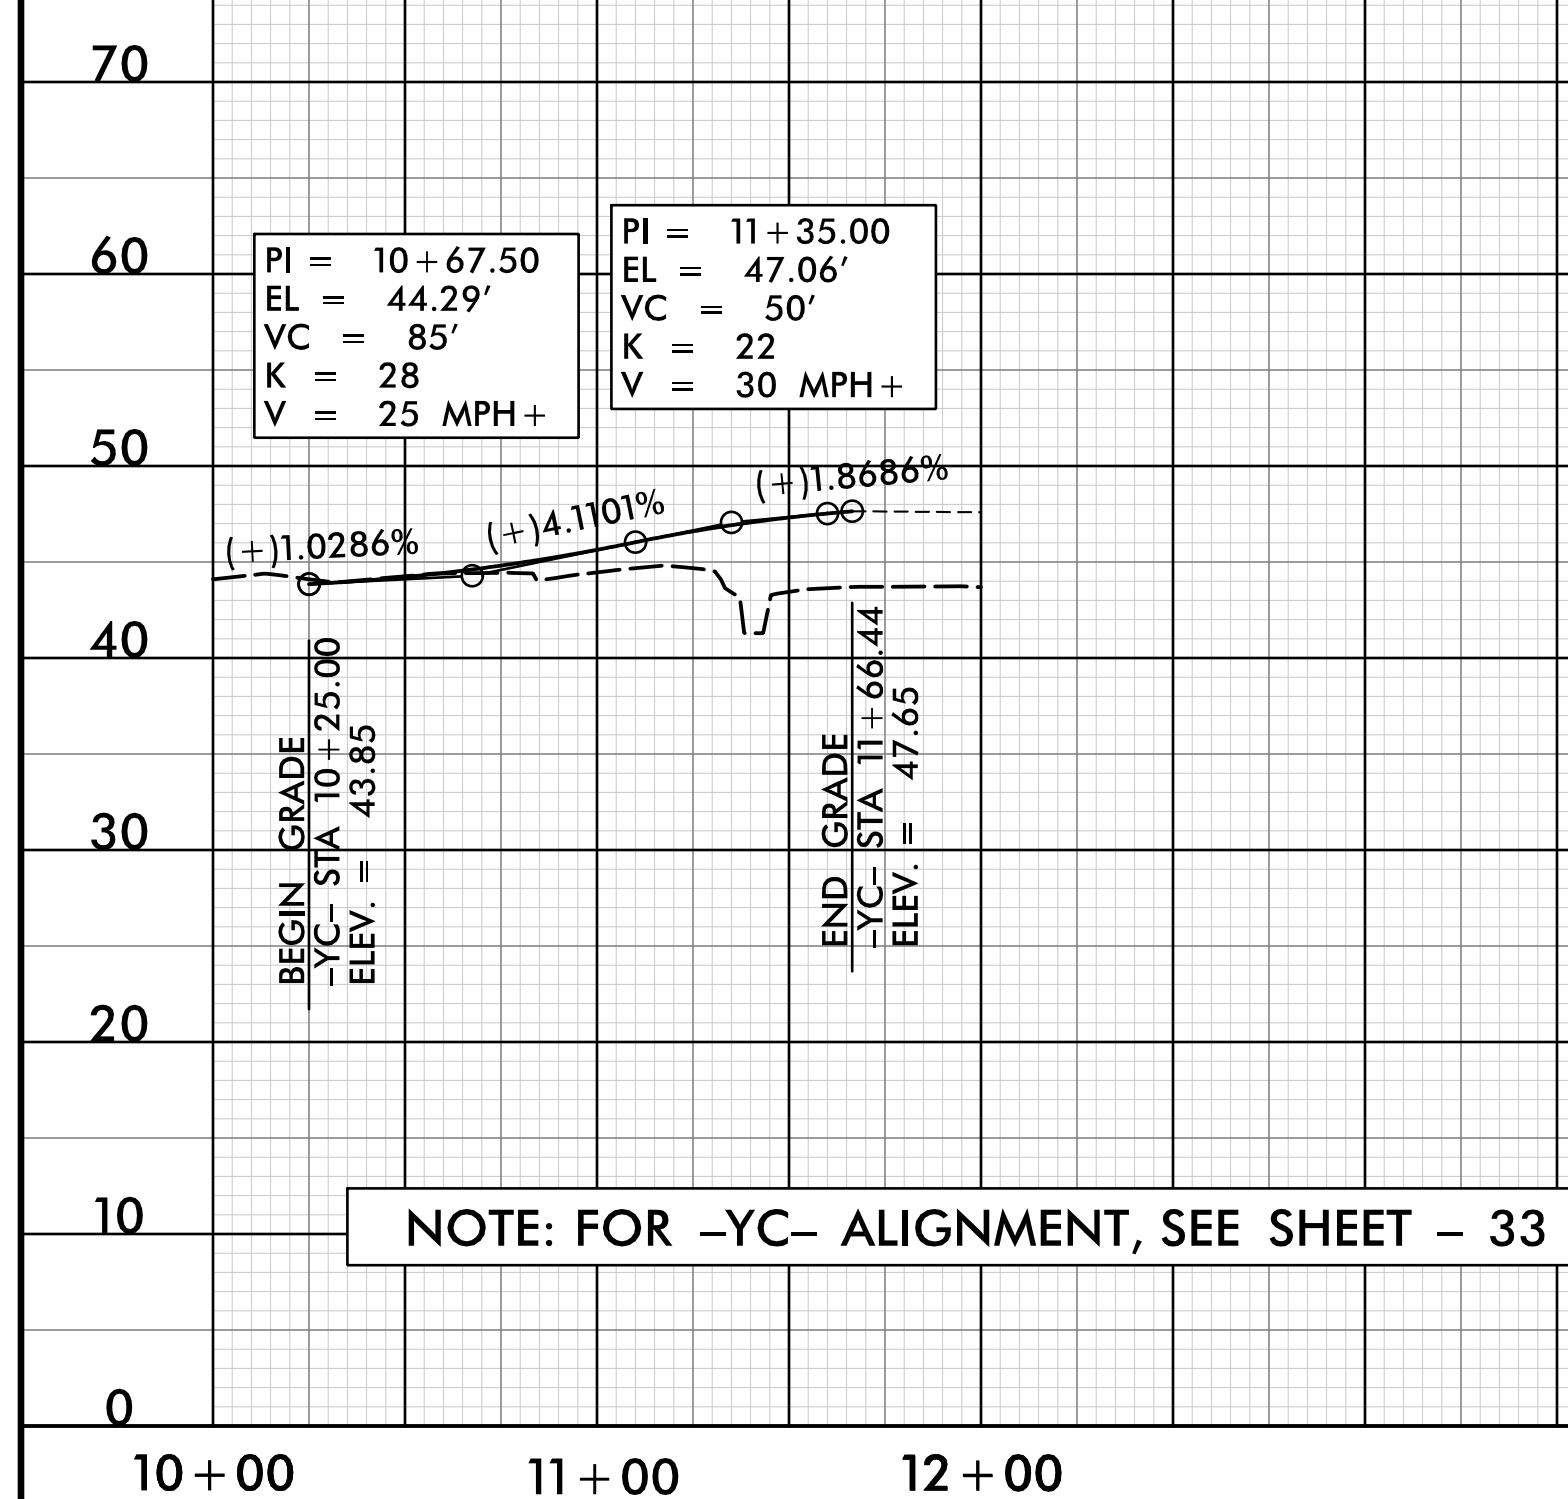 70
60
50
40
30
20
10
0
PI = 10+67.50
EL = 44.29'
VC = 85'
K = 28
V = 25 MPH+
PI = 11+35.00
EL = 47.06'
VC = 50'
K = 22
V = 30 MPH+
(+)1.0286%
(+)4.1101%
(+)1.8686%
BEGIN GRADE
-YC- STA 10+25.00
ELEV. = 43.85
END GRADE
-YC- STA 11+66.44
ELEV. = 47.65
NOTE: FOR -YC- ALIGNMENT, SEE SHEET - 33
10+00
11+00
12+00